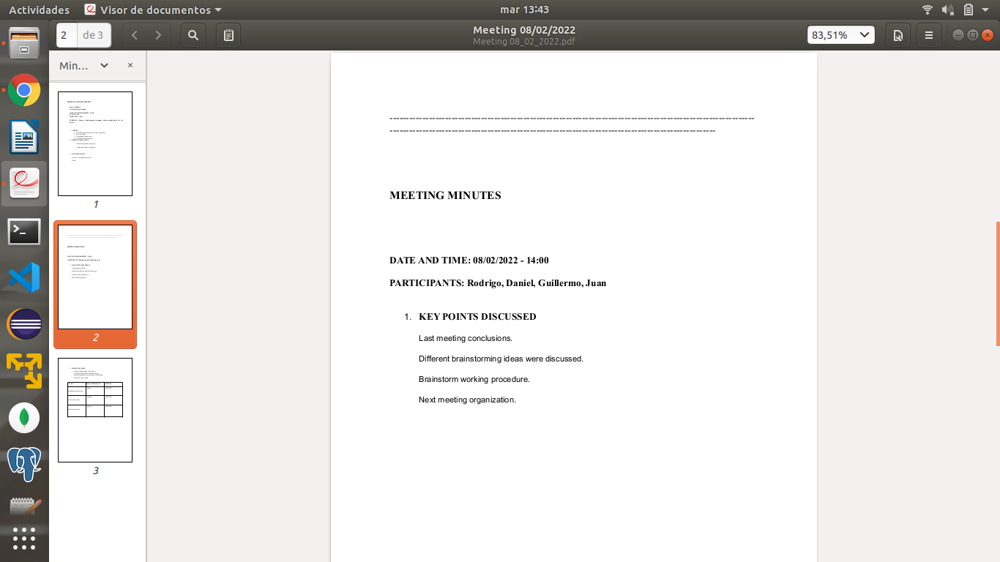 Actividades
Visor de documentos
mar 13:43
2
de 3
Meeting 08/02/2022
Meeting 08_02_2022.pdf
83,51%
Min...
1
2
3
--------------------------------------------------------------------------------------------------------------------
--------------------------------------------------------------------------------------------------------
MEETING MINUTES
DATE AND TIME: 08/02/2022 - 14:00
PARTICIPANTS: Rodrigo, Daniel, Guillermo, Juan
1. KEY POINTS DISCUSSED
Last meeting conclusions.
Different brainstorming ideas were discussed.
Brainstorm working procedure.
Next meeting organization.